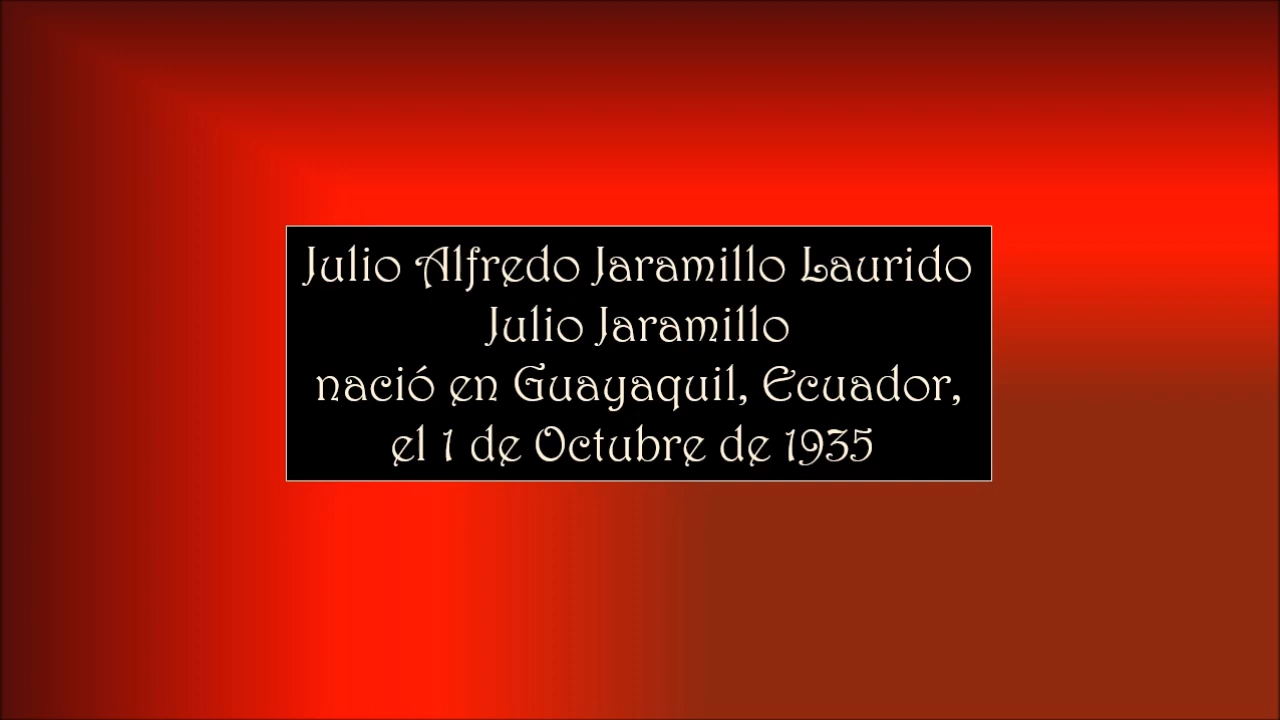 Julio Alfredo Jaramillo Laurido
Julio Jaramillo
nació en Guayaquil, Ecuador,
el 1 de Octubre de 1935